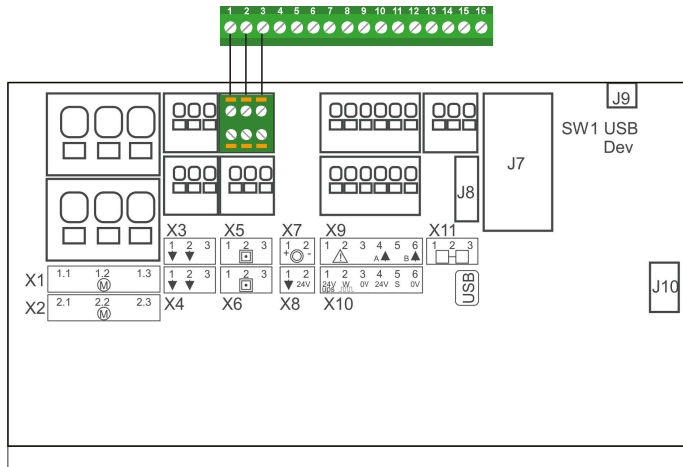 1 2 3 4 5 6 7 8 9 10 11 12 13 14 15 16
J9
SW1 USB
Dev
J7
J8
X3 X5 X7 X9 X11
1 2 3 1 2 3 1 2 1 2 3 4 5 6 1 2 3
+ - A B
X1 1.1 1.2 1.3
M
X2 2.1 2.2 2.3
M
1 2 3 1 2 3 1 2 1 2 3 4 5 6
24V 24V W 0V 24V S 0V
ups
X4 X6 X8 X10
USB
J10